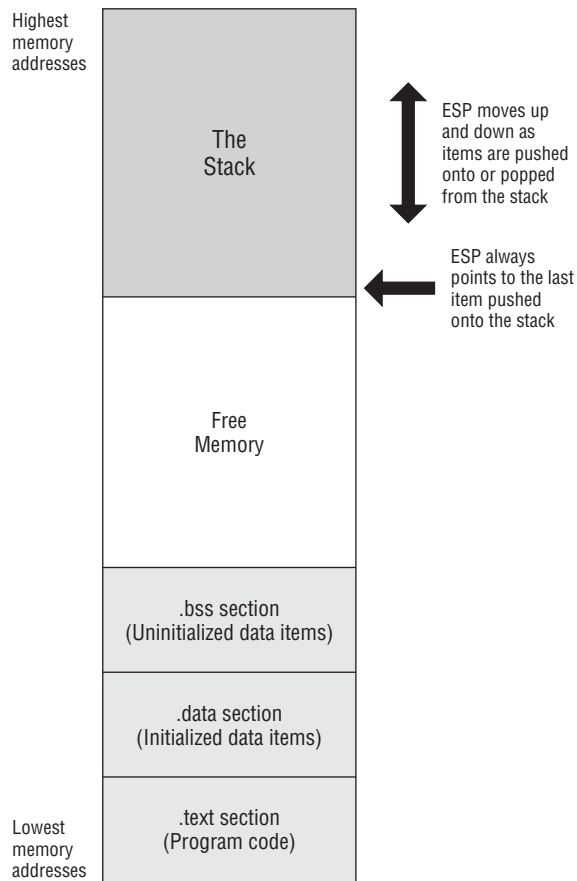 Highest
memory
addresses
The
Stack
ESP moves up
and down as
items are pushed
onto or popped
from the stack
ESP always
points to the last
item pushed
onto the stack
Free
Memory
.bss section
(Uninitialized data items)
.data section
(Initialized data items)
.text section
(Program code)
Lowest
memory
addresses